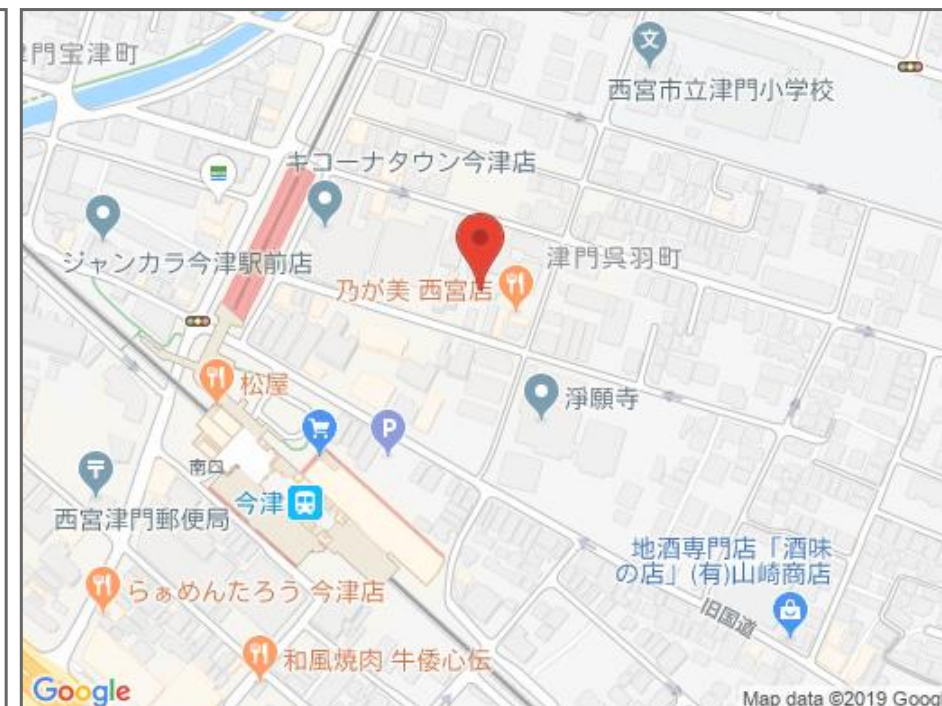 門宝津町
西宮市立津門小学校
キコーナタウン今津店
ジャンカラ今津駅前店
津門呉羽町
乃が美 西宮店
松屋
淨願寺
P
南口
今津
西宮津門郵便局
地酒専門店「酒味
の店」(有)山崎商店
らぁめんたろう 今津店
旧国道
和風焼肉 牛倭心伝
Google
Map data ©2019 Goog